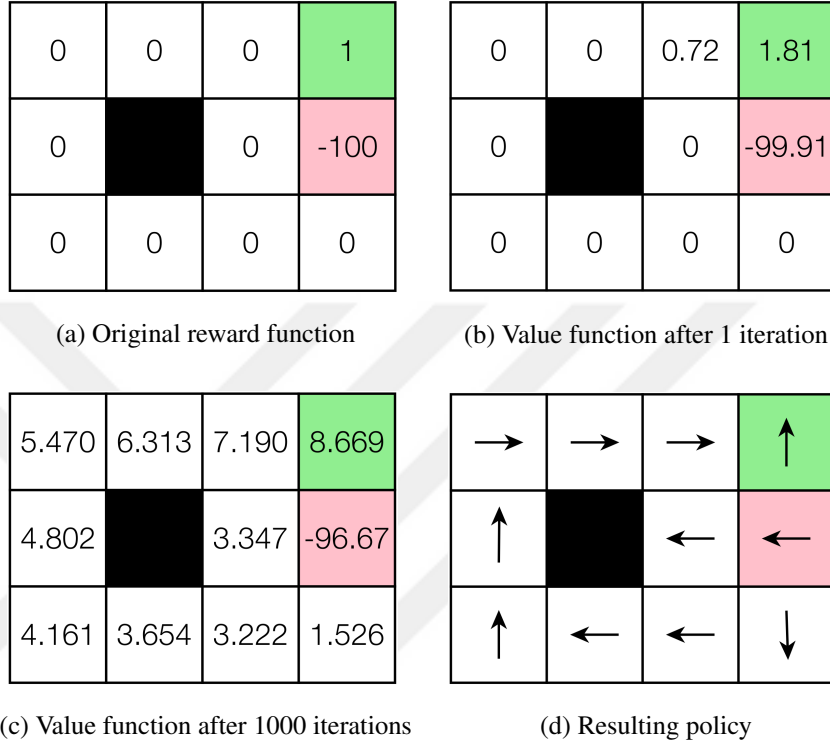 0 0 0 1
0 0 -100
0 0 0 0
(a) Original reward function
0 0 0.72 1.81
0 0 -99.91
0 0 0 0
(b) Value function after 1 iteration
5.470 6.313 7.190 8.669
4.802 3.347 -96.67
4.161 3.654 3.222 1.526
(c) Value function after 1000 iterations
(d) Resulting policy